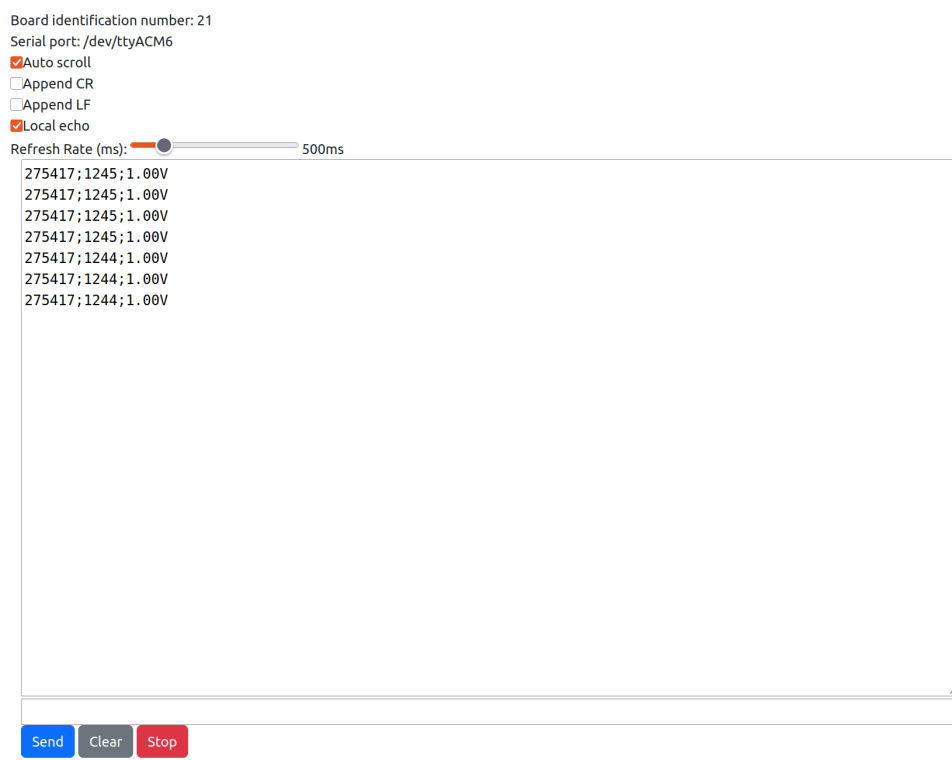 Board identification number: 21
Serial port: /dev/ttyACM6
Auto scroll
Append CR
Append LF
Local echo
Refresh Rate (ms): 500ms
275417;1245;1.00V
275417;1245;1.00V
275417;1245;1.00V
275417;1245;1.00V
275417;1244;1.00V
275417;1244;1.00V
275417;1244;1.00V
Send Clear Stop